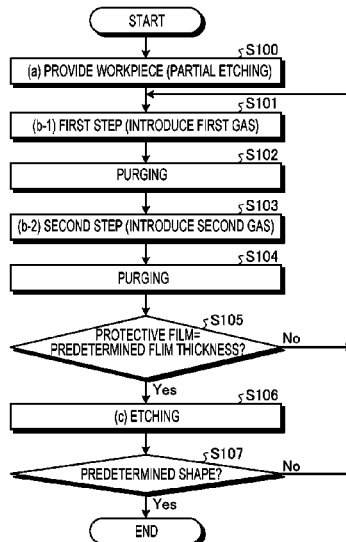 START
S100
(a) PROVIDE WORKPIECE (PARTIAL ETCHING)
S101
(b-1) FIRST STEP (INTRODUCE FIRST GAS)
S102
PURGING
S103
(b-2) SECOND STEP (INTRODUCE SECOND GAS)
S104
PURGING
S105
PROTECTIVE FILM=
PREDETERMINED FLIM THICKNESS?
No
Yes
S106
(c) ETCHING
S107
PREDETERMINED SHAPE?
No
Yes
END